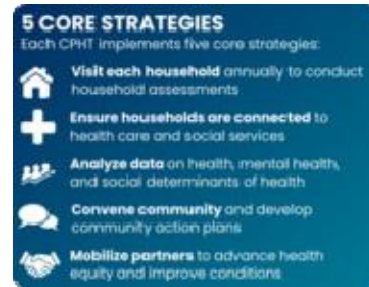 5 CORE STRATEGIES
Each CPHT implements five core strategies:
Visit each household annually to conduct
household assessments
Ensure households are connected to
health care and social services
Analyze data on health, mental health,
and social determinants of health
Convene community and develop
community action plans
Mobilize partners to advance health
equity and improve conditions